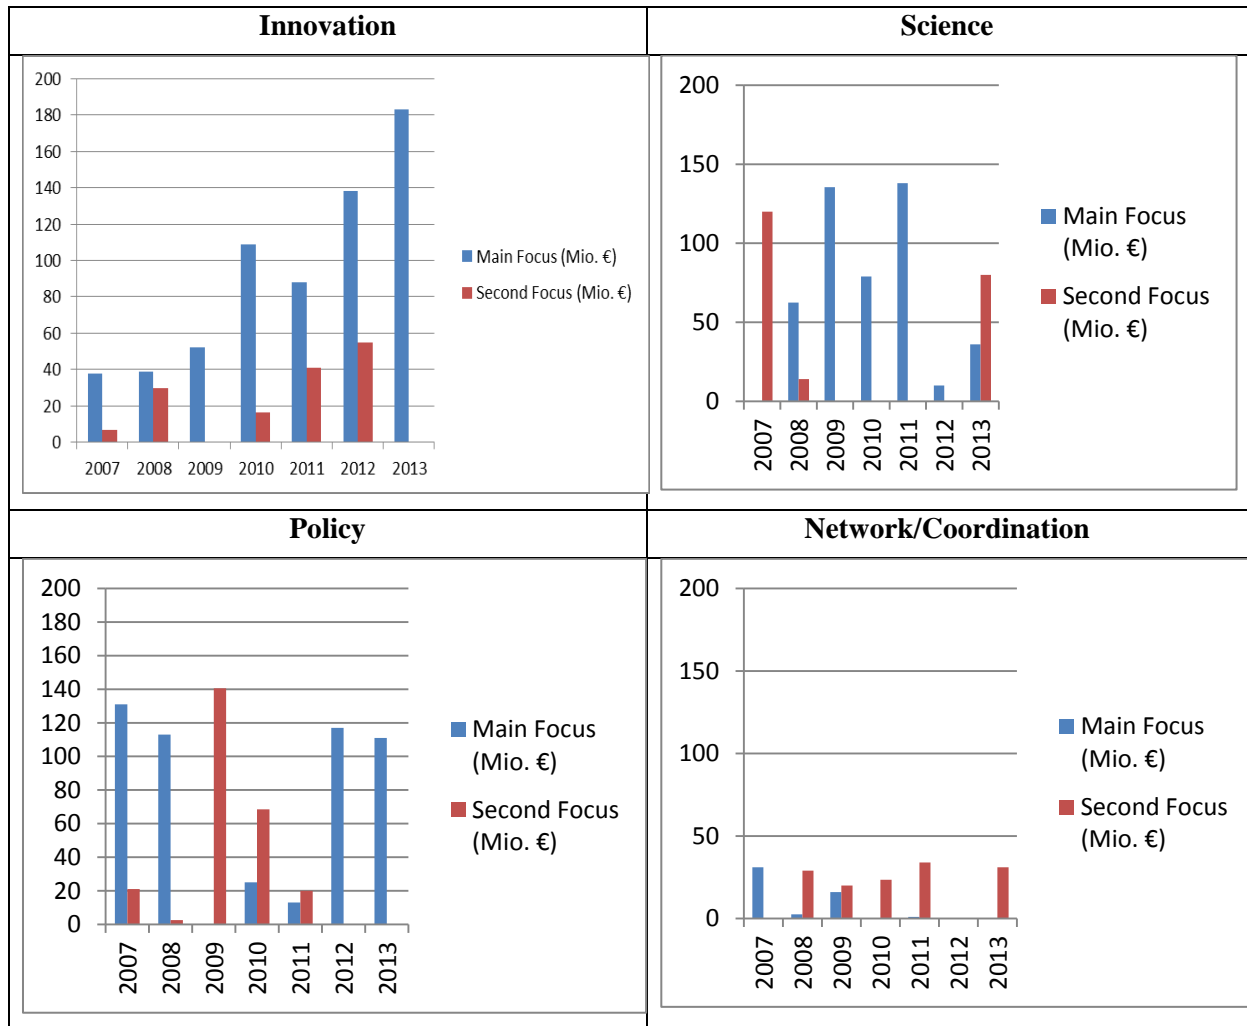 Innovation
Science
200
180
160
140
120
100
80
60
40
20
0
2007 2008 2009 2010 2011 2012 2013
Main Focus (Mio. €)
Second Focus (Mio. €)
200
150
100
50
0
2007
2008
2009
2010
2011
2012
2013
Main Focus
(Mio. €)
Second Focus
(Mio. €)
Policy
Network/Coordination
200
180
160
140
120
100
80
60
40
20
0
2007
2008
2009
2010
2011
2012
2013
Main Focus
(Mio. €)
Second Focus
(Mio. €)
200
150
100
50
0
2007
2008
2009
2010
2011
2012
2013
Main Focus
(Mio. €)
Second Focus
(Mio. €)